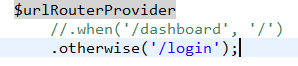 $urlRouterProvider
//.when('/dashboard', '/')
.otherwise('/login');